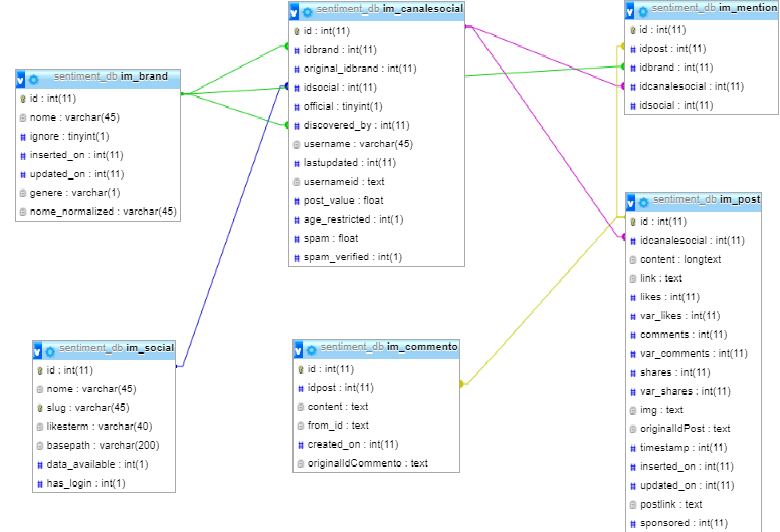 sentiment_db im_brand
id : int(11)
nome : varchar(45)
ignore : tinyint(1)
inserted_on : int(11)
updated_on : int(11)
genere : varchar(1)
nome_normalized : varchar(45)
sentiment_db im_canalesocial
id : int(11)
idbrand : int(11)
original_idbrand : int(11)
idsocial : int(11)
official : tinyint(1)
discovered_by : int(11)
username : varchar(45)
lastupdated : int(11)
usernameid : text
post_value : float
age_restricted : int(1)
spam : float
spam_verified : int(1)
sentiment_db im_mention
id : int(11)
idpost : int(11)
idbrand : int(11)
idcanalesocial : int(11)
idsocial : int(11)
sentiment_db im_social
id : int(11)
nome : varchar(45)
slug : varchar(45)
likesterm : varchar(40)
basepath : varchar(200)
data_available : int(1)
has_login : int(1)
sentiment_db im_commento
id : int(11)
idpost : int(11)
content : text
from_id : text
created_on : int(11)
originalIdCommento : text
sentiment_db im_post
id : int(11)
idcanalesocial : int(11)
content : longtext
link : text
likes : int(11)
var_likes : int(11)
comments : int(11)
var_comments : int(11)
shares : int(11)
var_shares : int(11)
img : text
originalIdPost : text
timestamp : int(11)
inserted_on : int(11)
updated_on : int(11)
postlink : text
sponsored : int(11)